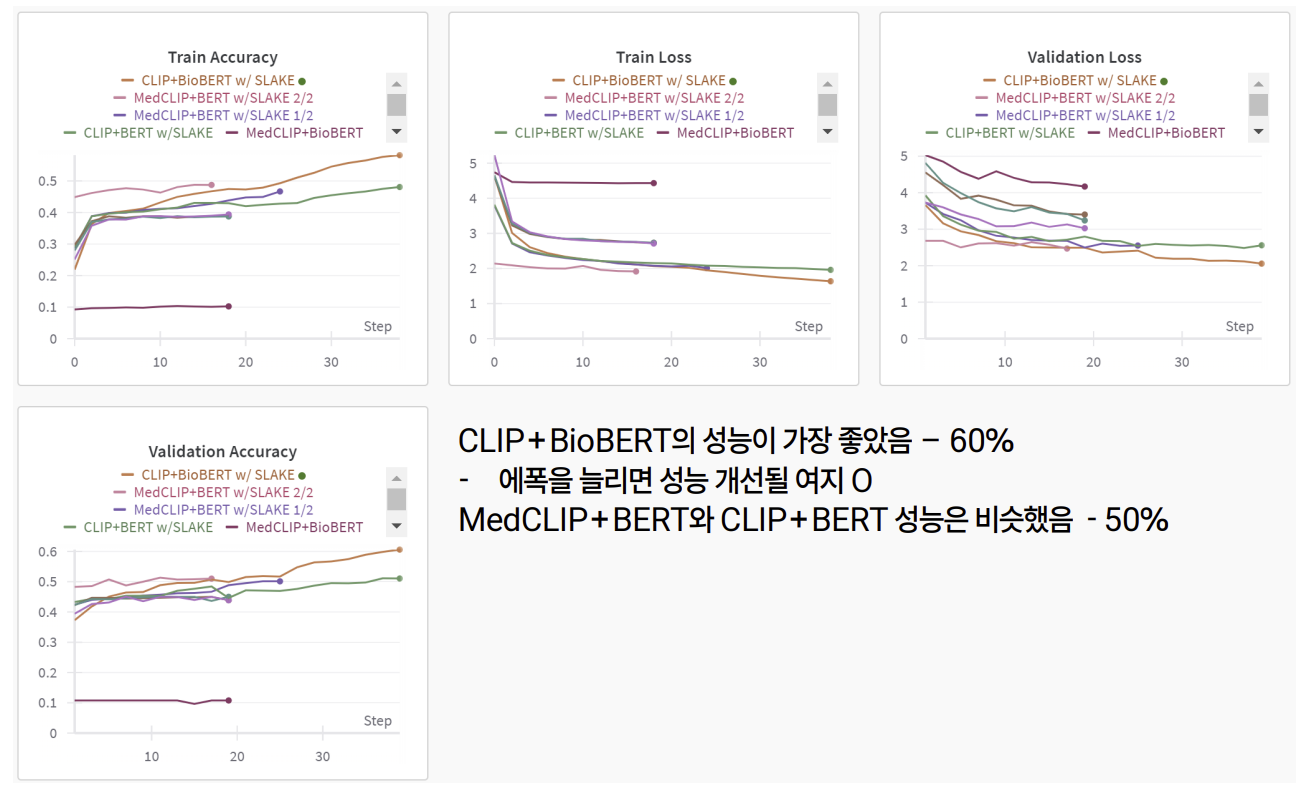 Train Accuracy
CLIP+BioBERT w/ SLAKE
MedCLIP+BERT w/SLAKE 2/2
MedCLIP+BERT w/SLAKE 1/2
CLIP+BERT w/SLAKE MedCLIP+BioBERT
0.5
0.4
0.3
0.2
0.1
0
Step
0 10 20 30
Train Loss
CLIP+BioBERT w/ SLAKE
MedCLIP+BERT w/SLAKE 2/2
MedCLIP+BERT w/SLAKE 1/2
CLIP+BERT w/SLAKE MedCLIP+BioBERT
5
4
3
2
1
0
Step
0 10 20 30
Validation Loss
CLIP+BioBERT w/ SLAKE
MedCLIP+BERT w/SLAKE 2/2
MedCLIP+BERT w/SLAKE 1/2
CLIP+BERT w/SLAKE MedCLIP+BioBERT
5
4
3
2
1
0
Step
10 20 30
Validation Accuracy
CLIP+BioBERT w/ SLAKE
MedCLIP+BERT w/SLAKE 2/2
MedCLIP+BERT w/SLAKE 1/2
CLIP+BERT w/SLAKE MedCLIP+BioBERT
0.6
0.5
0.4
0.3
0.2
0.1
0
Step
10 20 30
CLIP+BioBERT의 성능이 가장 좋았음 – 60%
- 에폭을 늘리면 성능 개선될 여지 O
MedCLIP+BERT와 CLIP+BERT 성능은 비슷했음 - 50%